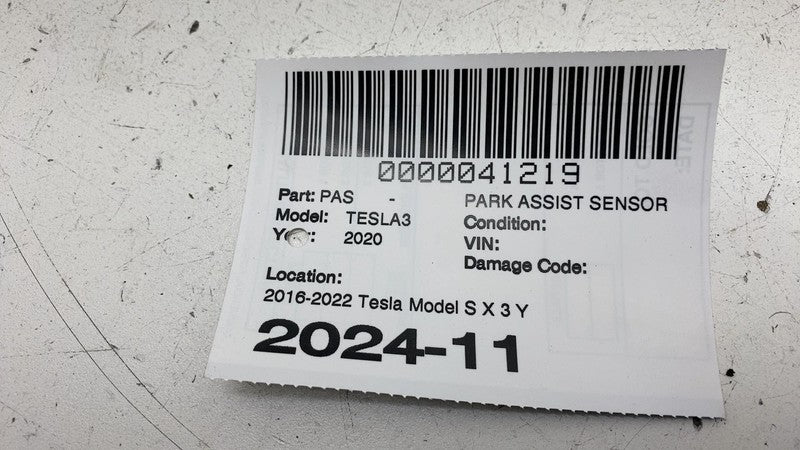 0000041219
Part: PAS - PARK ASSIST SENSOR
Model: TESLA3 Condition:
2020 VIN:
Damage Code:
Location:
2016-2022 Tesla Model S X 3 Y
2024-11
DATE: